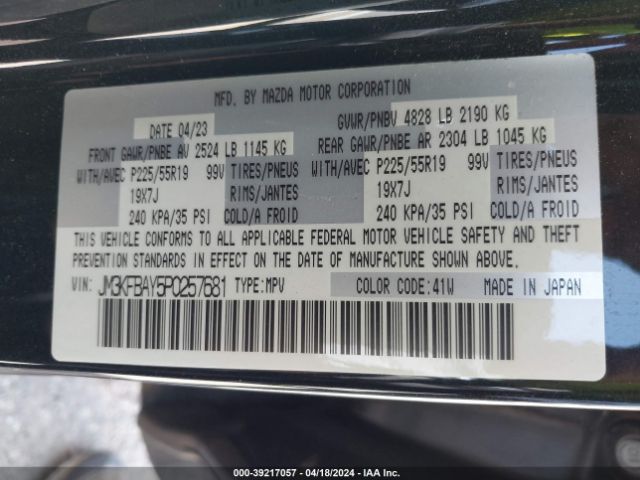 MFD. BY MAZDA MOTOR CORPORATION
DATE 04/23 GVWR/PNBV 4828 LB 2190 KG
FRONT GAWR/PNBE AV 2524 LB 1145 KG REAR GAWR/PNBE AR 2304 LB 1045 KG
WITH/AVEC P225/55R19 99V TIRES/PNEUS WITH/AVEC P225/55R19 99V TIRES/PNEUS
19X7J RIMS/JANTES 19X7J RIMS/JANTES
240 KPA/35 PSI COLD/A FROID 240 KPA/35 PSI COLD/A FROID
THIS VEHICLE CONFORMS TO ALL APPLICABLE FEDERAL MOTOR VEHICLE SAFETY AND THEFT
PREVENTION STANDARDS IN EFFECT ON THE DATE OF MANUFACTURE SHOWN ABOVE.
VIN: JM3KFBAY5P0257681 TYPE:MPV COLOR CODE:41W MADE IN JAPAN
000-39217057 - 04/18/2024 - IAA Inc.